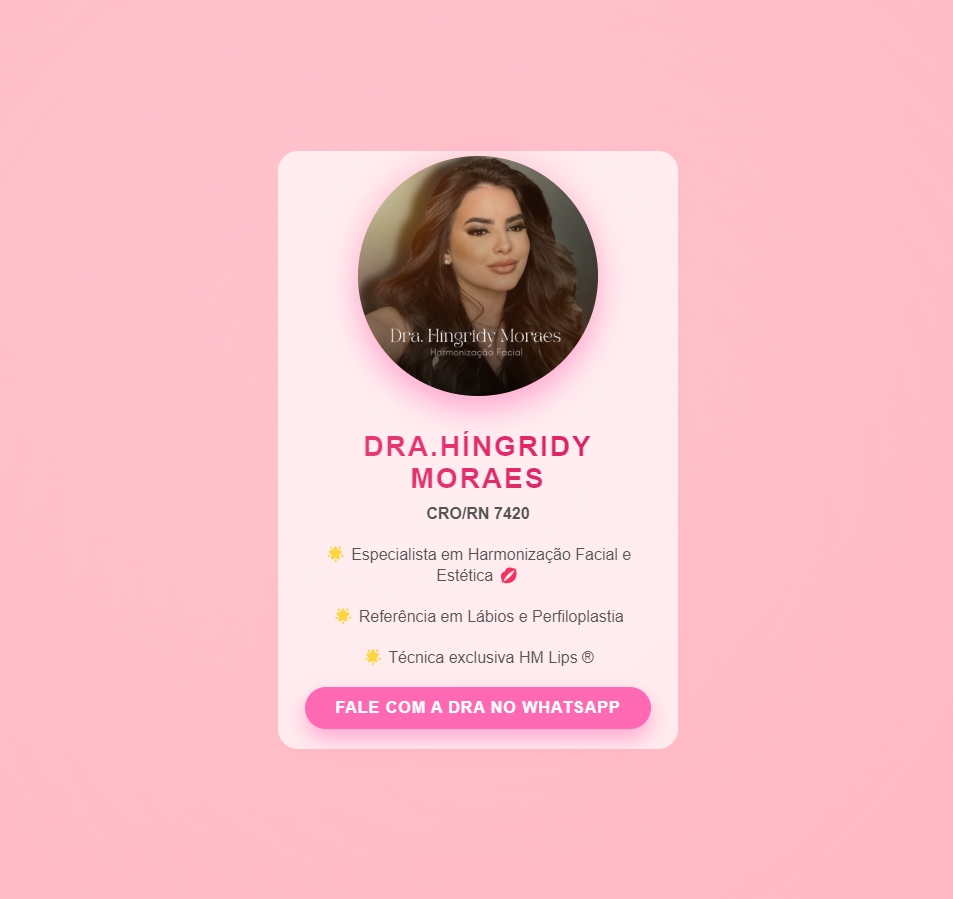 Dra. Híngridy Moraes
Harmonização Facial
DRA.HÍNGRIDY
MORAES
CRO/RN 7420
🌟 Especialista em Harmonização Facial e
Estética 💋
🌟 Referência em Lábios e Perfiloplastia
🌟 Técnica exclusiva HM Lips ®
FALE COM A DRA NO WHATSAPP